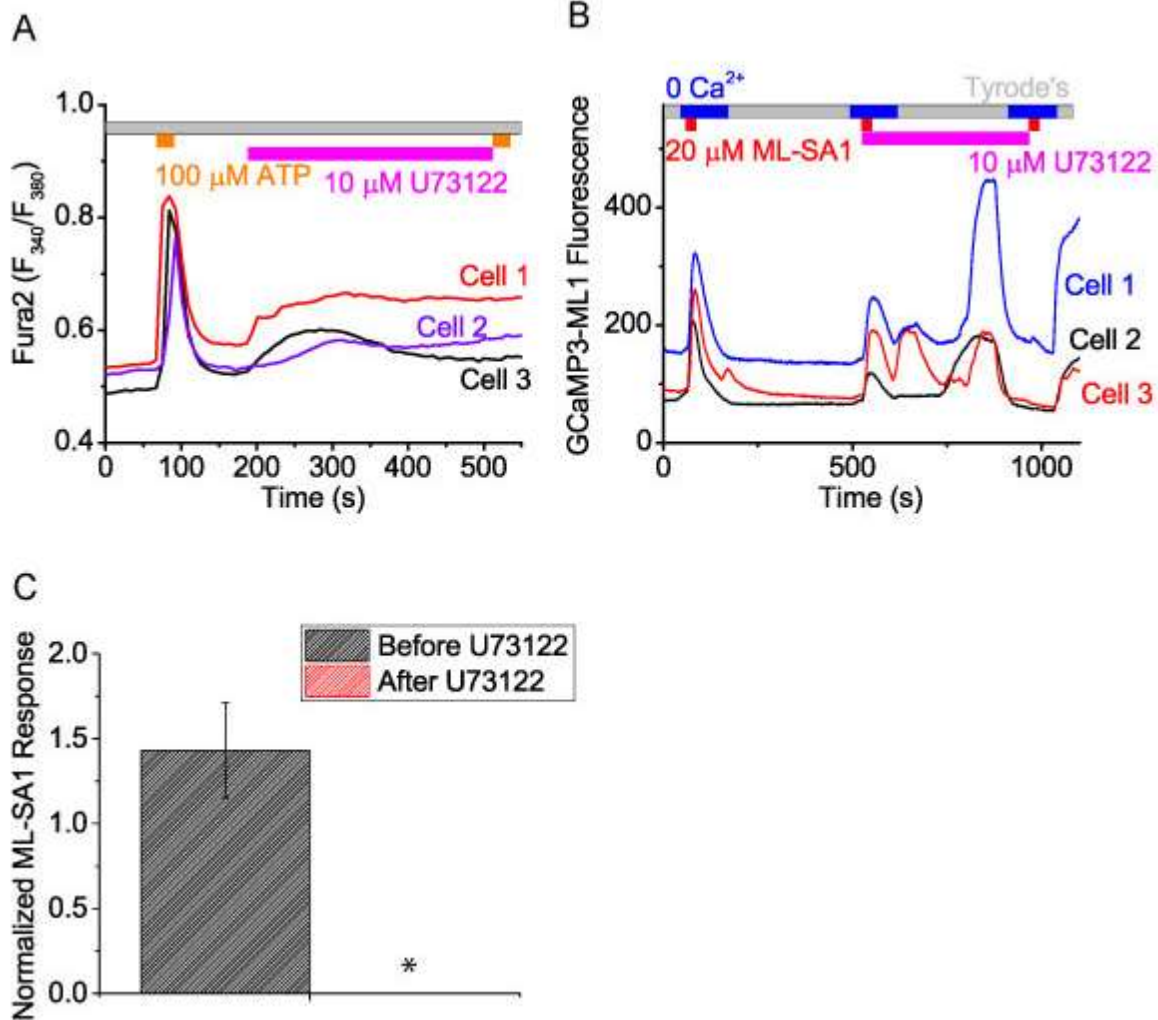 A
Fura2 (F340/F380)
1.0
0.8
0.6
0.4
100 μM ATP
10 μM U73122
Cell 1
Cell 2
Cell 3
0 100 200 300 400 500
Time (s)
B
GCaMP3-ML1 Fluorescence
0 Ca2+
Tyrode's
20 μM ML-SA1
10 μM U73122
400
200
0
Cell 1
Cell 2
Cell 3
0 500 1000
Time (s)
C
Normalized ML-SA1 Response
2.0
1.5
1.0
0.5
0.0
Before U73122
After U73122
*